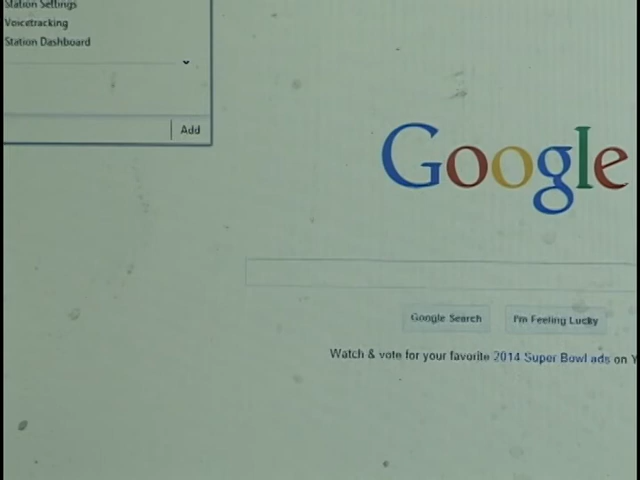 Station Settings
Voicetracking
Station Dashboard
Add
Google
Google Search
I'm Feeling Lucky
Watch & vote for your favorite 2014 Super Bowl ads on Y